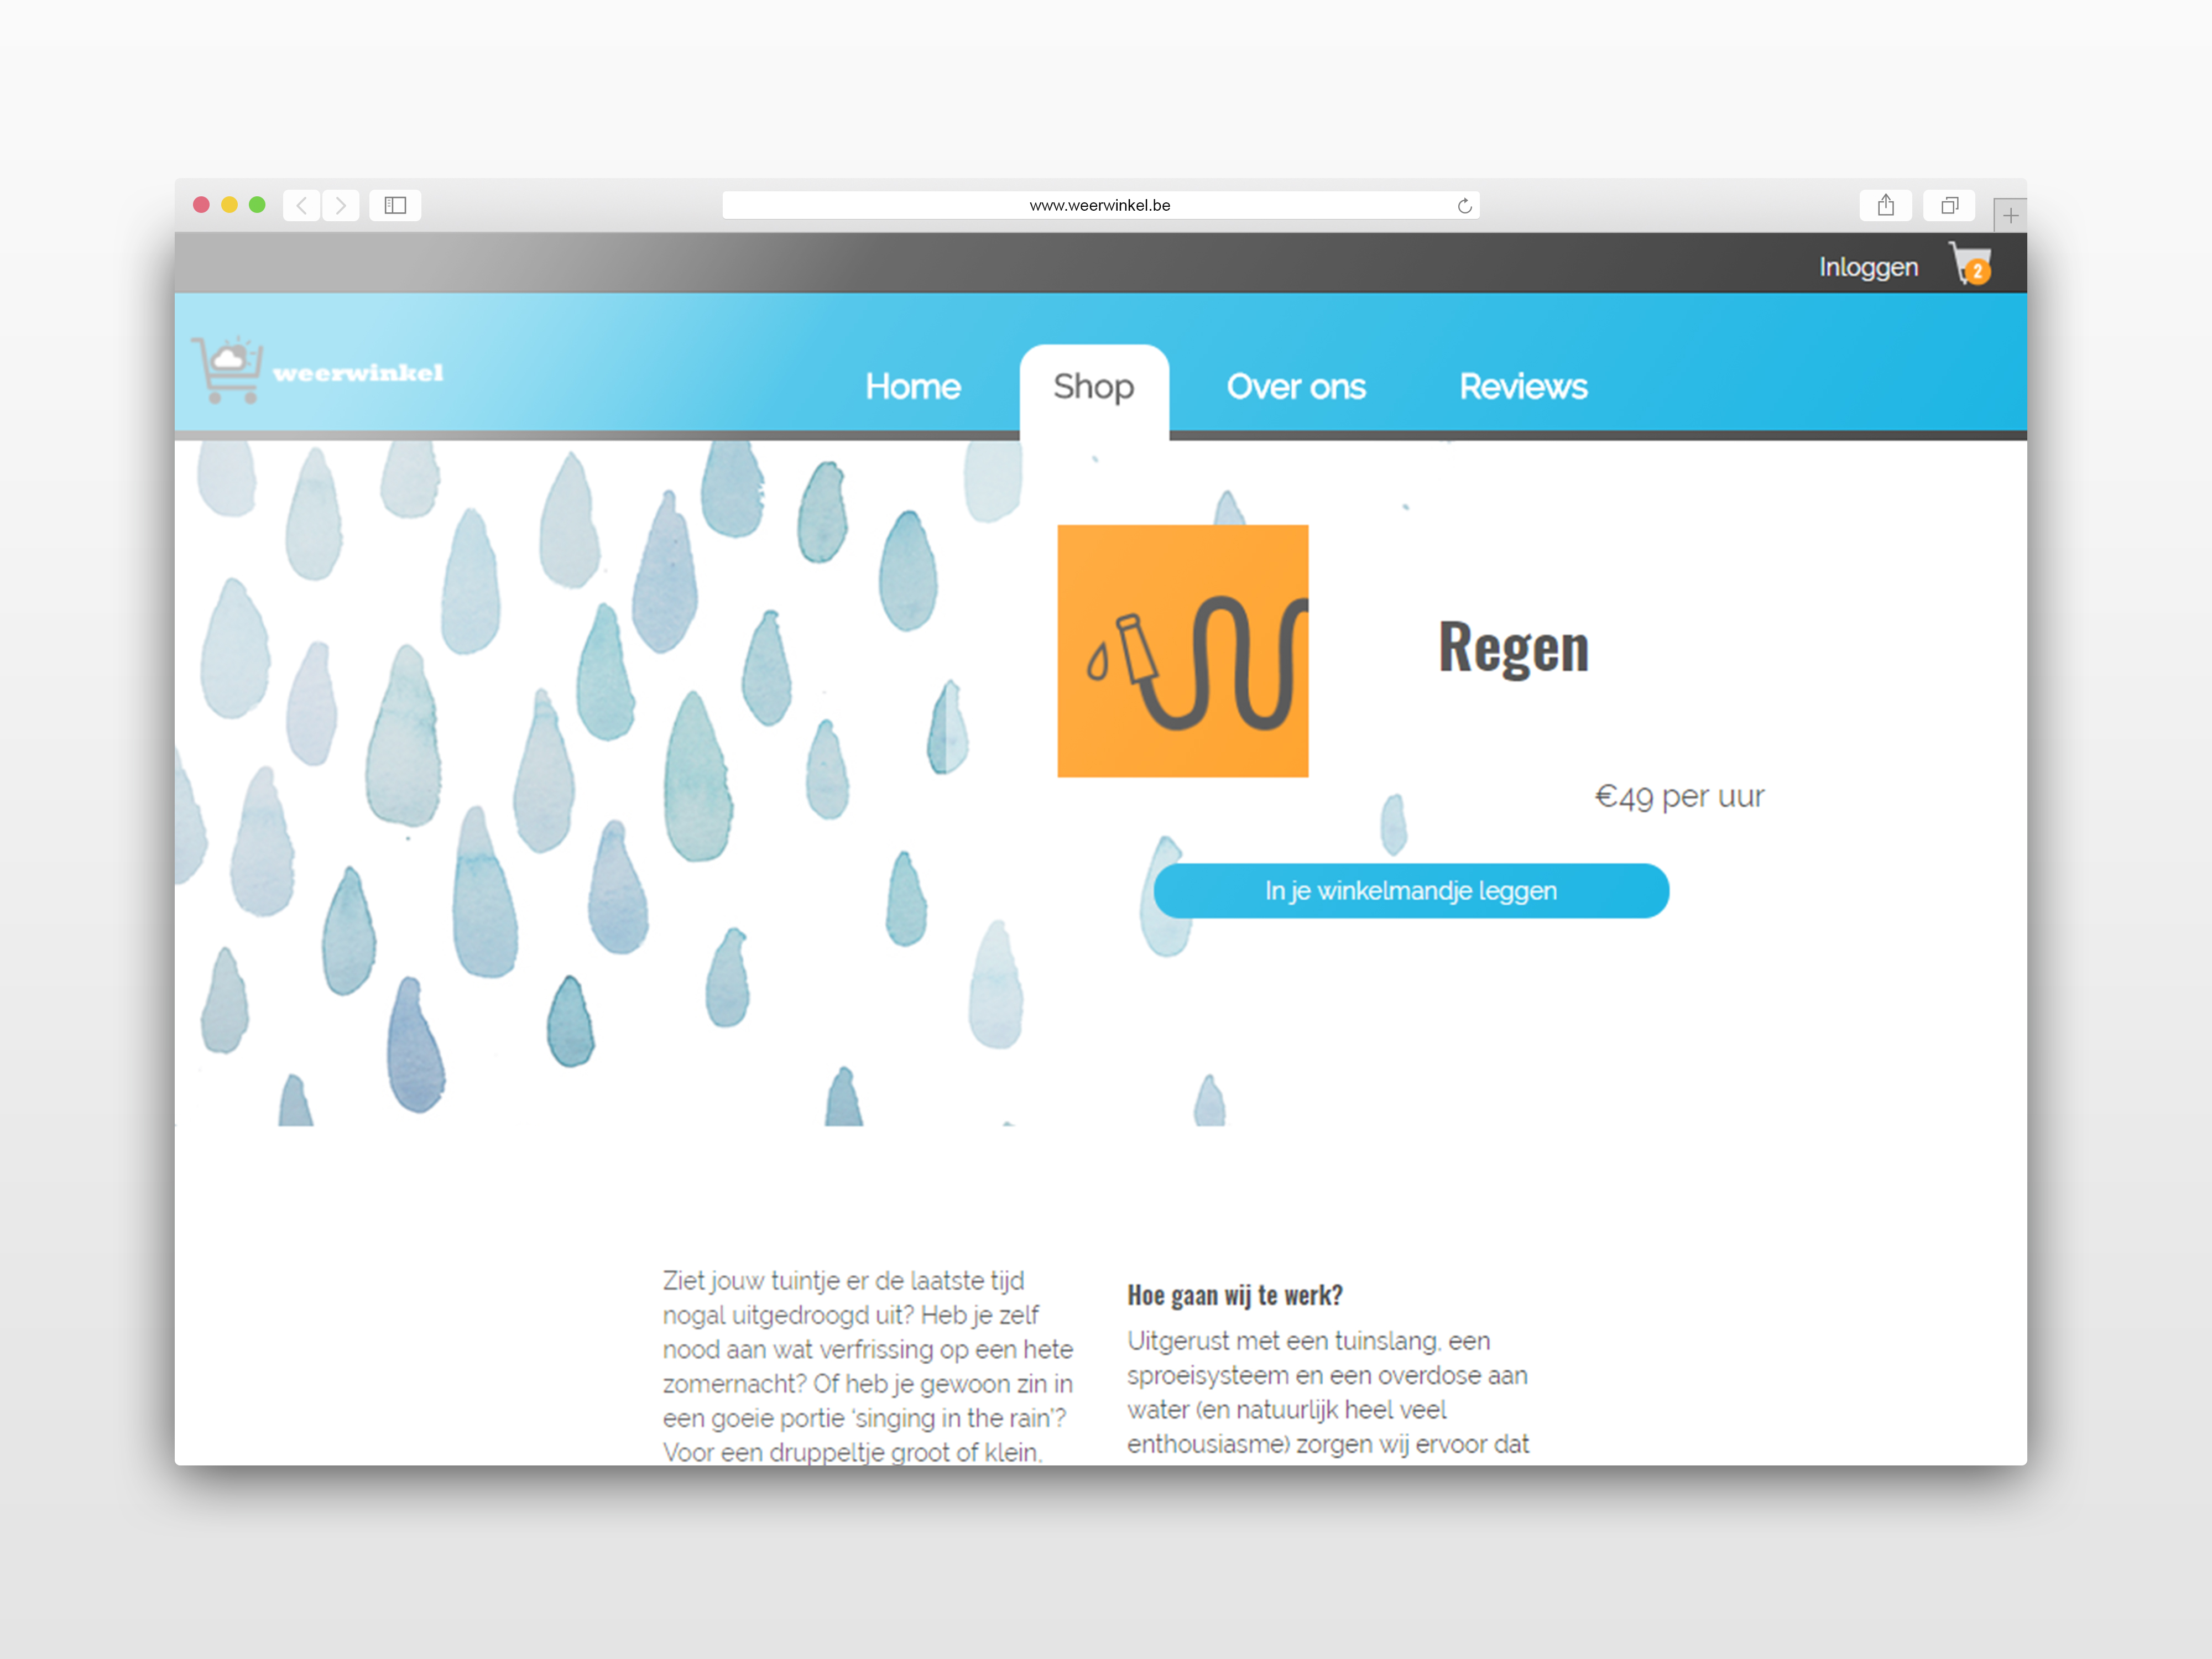 www.weerwinkel.be
Inloggen
2
weerwinkel
Home
Shop
Over ons
Reviews
Regen
€49 per uur
In je winkelmandje leggen
Ziet jouw tuintje er de laatste tijd
nogal uitgedroogd uit? Heb je zelf
nood aan wat verfrissing op een hete
zomernacht? Of heb je gewoon zin in
een goeie portie ‘singing in the rain’?
Voor een druppeltje groot of klein,
Hoe gaan wij te werk?
Uitgerust met een tuinslang, een
sproeisysteem en een overdose aan
water (en natuurlijk heel veel
enthousiasme) zorgen wij ervoor dat